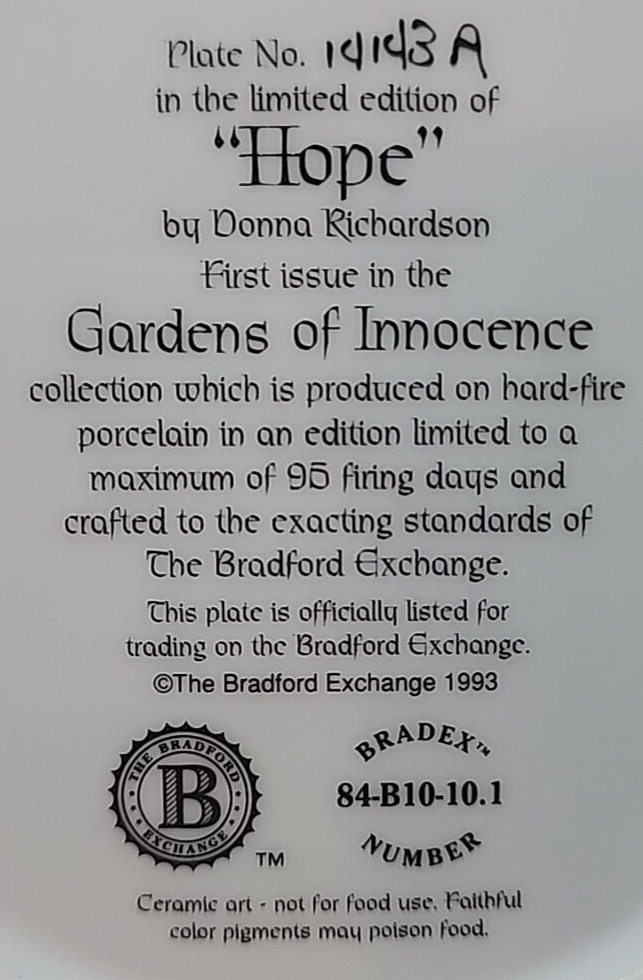 Plate No. 14143A
in the limited edition of
“Hope”
by Donna Richardson
First issue in the
Gardens of Innocence
collection which is produced on hard-fire
porcelain in an edition limited to a
maximum of 95 firing days and
crafted to the exacting standards of
The Bradford Exchange.
This plate is officially listed for
trading on the Bradford Exchange.
©The Bradford Exchange 1993
THE BRADFORD
B
EXCHANGE
TM
BRADEX™
84-B10-10.1
NUMBER
Ceramic art - not for food use. Faithful
color pigments may poison food.